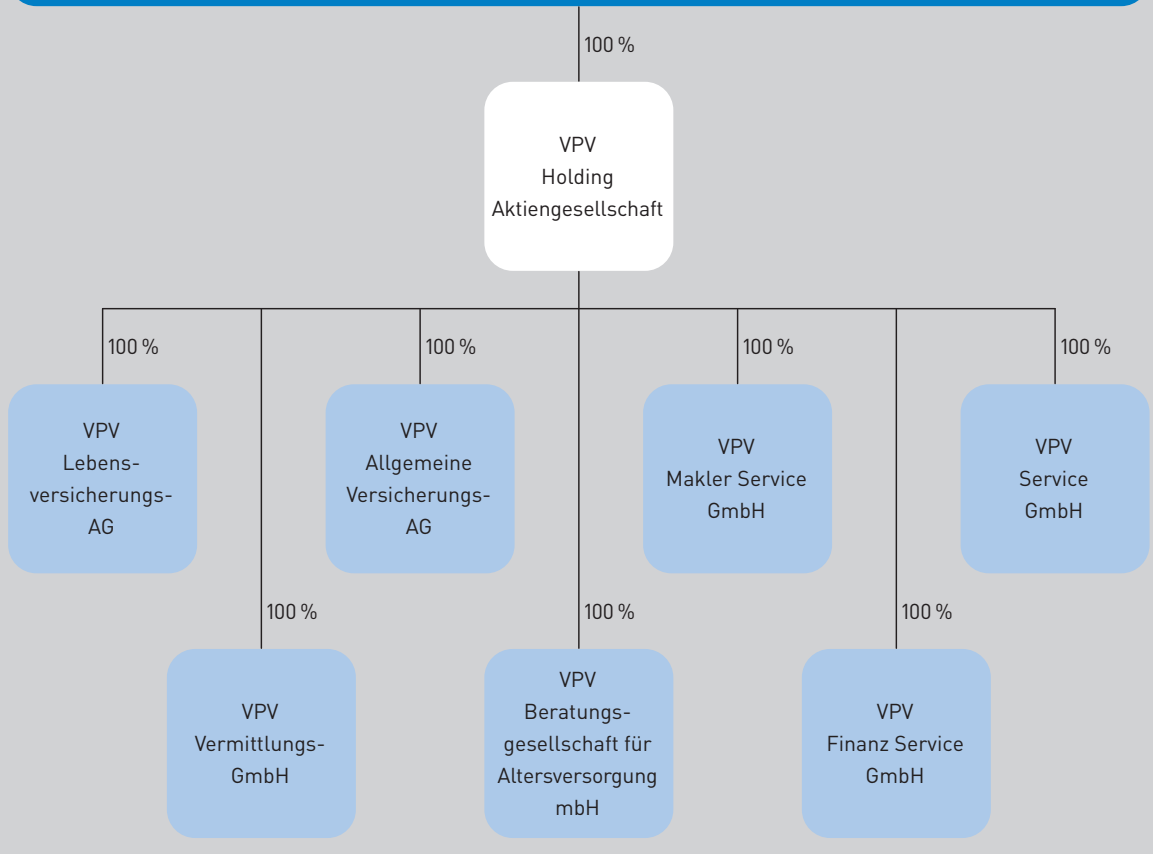 100 %
VPV
Holding
Aktiengesellschaft
100 %
100 %
100 %
100 %
VPV
Lebens-
versicherungs-
AG
VPV
Allgemeine
Versicherungs-
AG
VPV
Makler Service
GmbH
VPV
Service
GmbH
100 %
100 %
100 %
VPV
Vermittlungs-
GmbH
VPV
Beratungs-
gesellschaft für
Altersversorgung
mbH
VPV
Finanz Service
GmbH